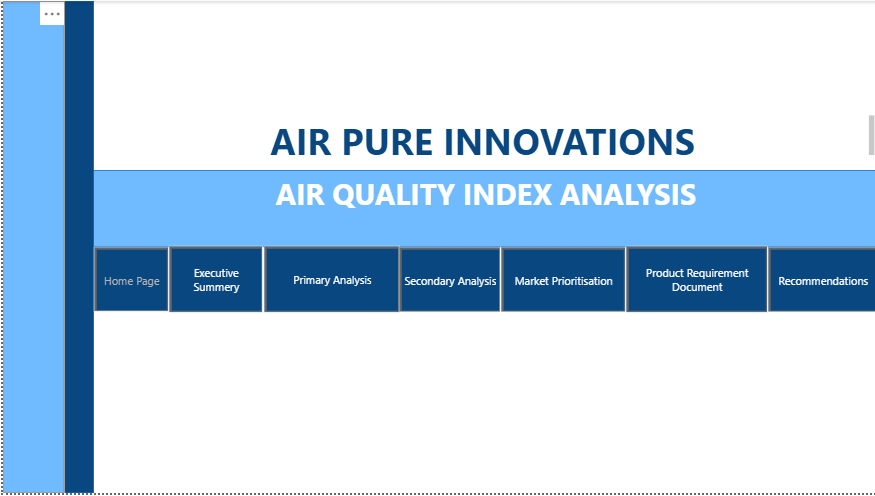 AIR PURE INNOVATIONS
AIR QUALITY INDEX ANALYSIS
Home Page
Executive
Summery
Primary Analysis
Secondary Analysis
Market Prioritisation
Product Requirement
Document
Recommendations